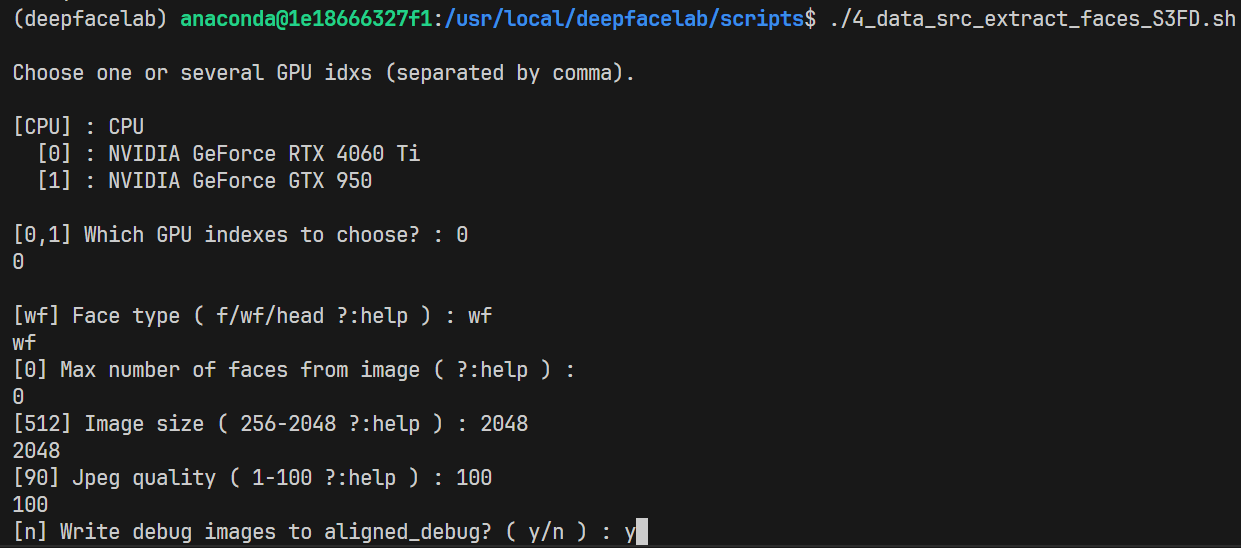 (deepfacelab) anaconda@1e18666327f1:/usr/local/deepfacelab/scripts$ ./4_data_src_extract_faces_S3FD.sh
Choose one or several GPU idxs (separated by comma).
[CPU] : CPU
[0] : NVIDIA GeForce RTX 4060 Ti
[1] : NVIDIA GeForce GTX 950
[0,1] Which GPU indexes to choose? : 0
0
[wf] Face type ( f/wf/head ?:help ) : wf
wf
[0] Max number of faces from image ( ?:help ) :
0
[512] Image size ( 256-2048 ?:help ) : 2048
2048
[90] Jpeg quality ( 1-100 ?:help ) : 100
100
[n] Write debug images to aligned_debug? ( y/n ) : y